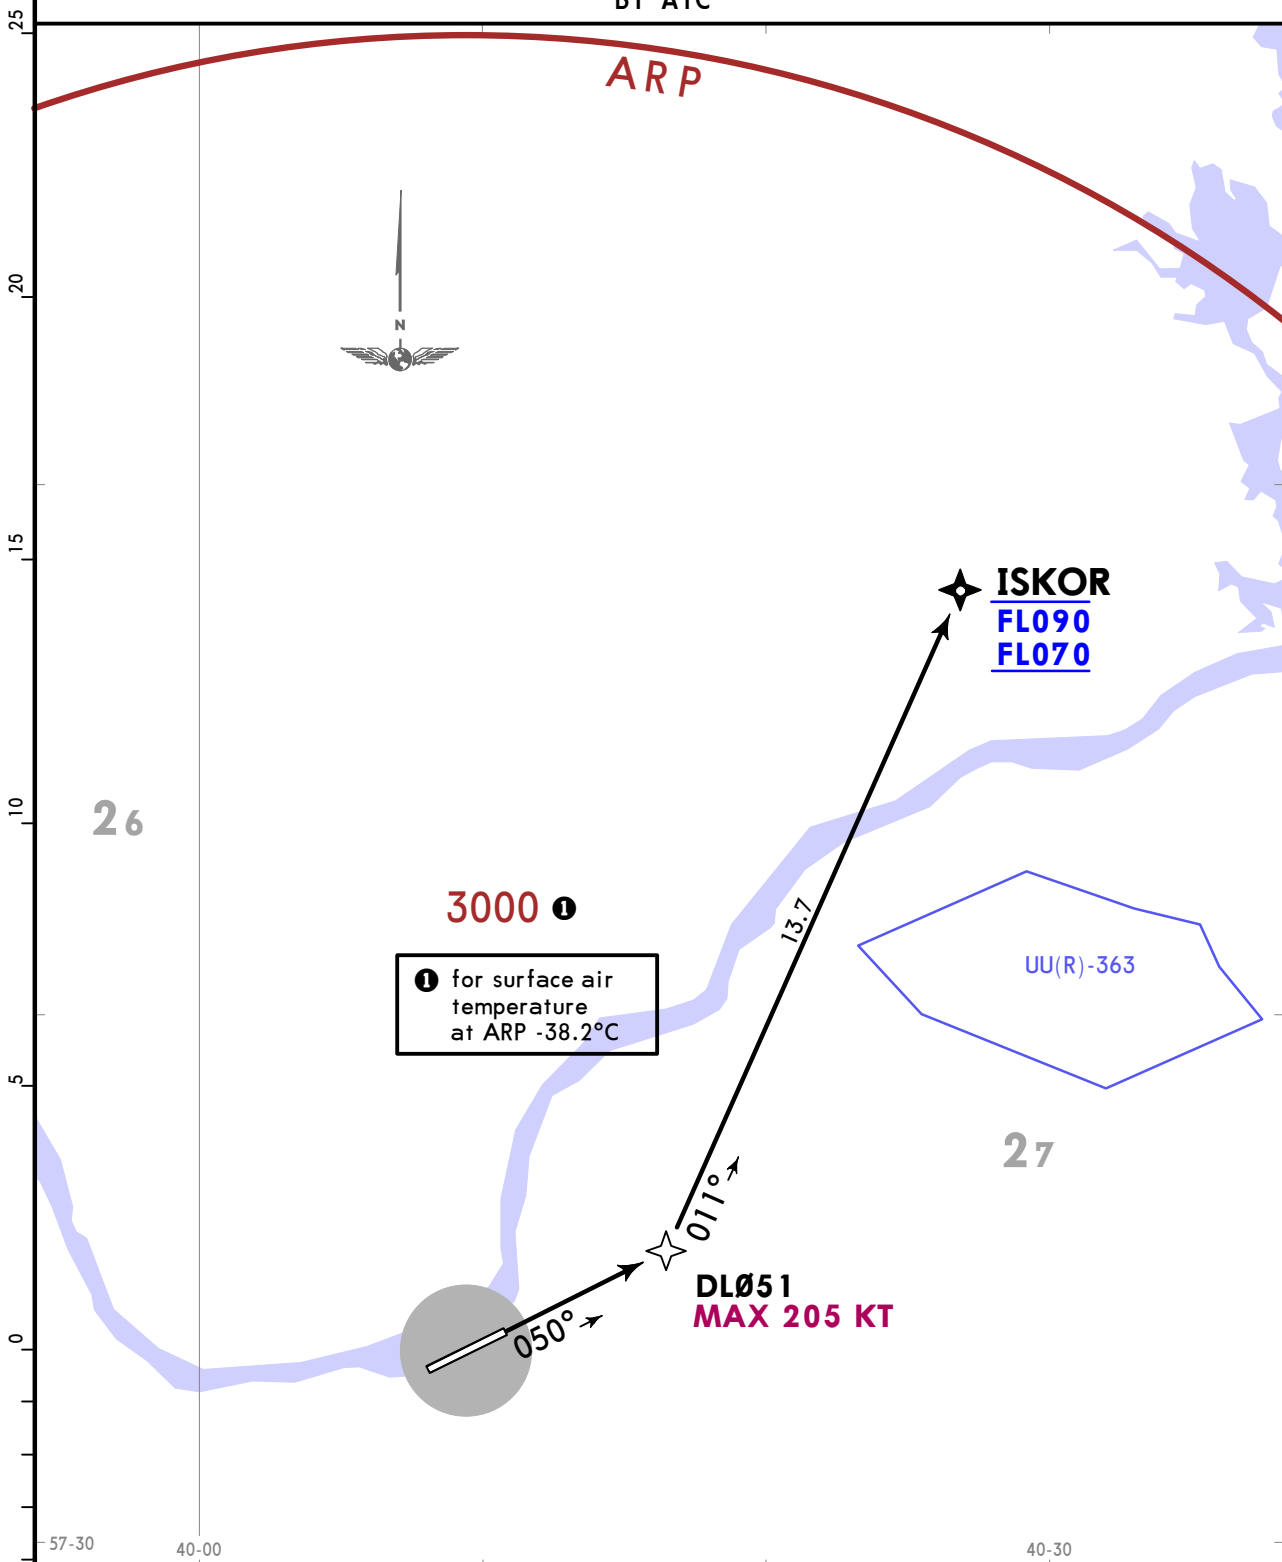 BY ATC
25
ARP
20
N
15
ISKOR
FL090
FL070
10
26
3000 ❶
13.7
❶ for surface air
temperature
at ARP -38.2°C
UU(R)-363
5
27
011°
DLØ51
MAX 205 KT
050°
0
57-30
40-00
40-30